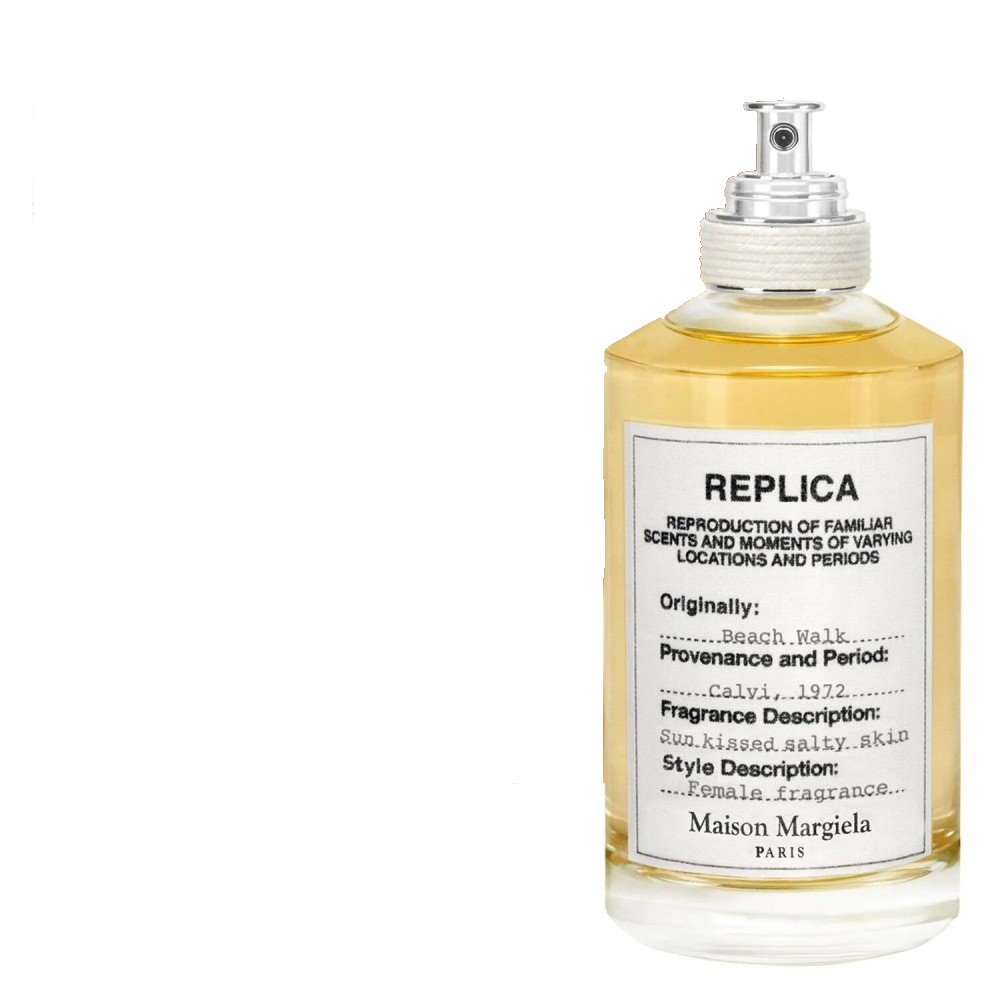 REPLICA
REPRODUCTION OF FAMILIAR
SCENTS AND MOMENTS OF VARYING
LOCATIONS AND PERIODS
Originally:
Beach Walk
Provenance and Period:
Calvi, 1972
Fragrance Description:
Sun kissed salty skin
Style Description:
Female fragrance
Maison Margiela
PARIS